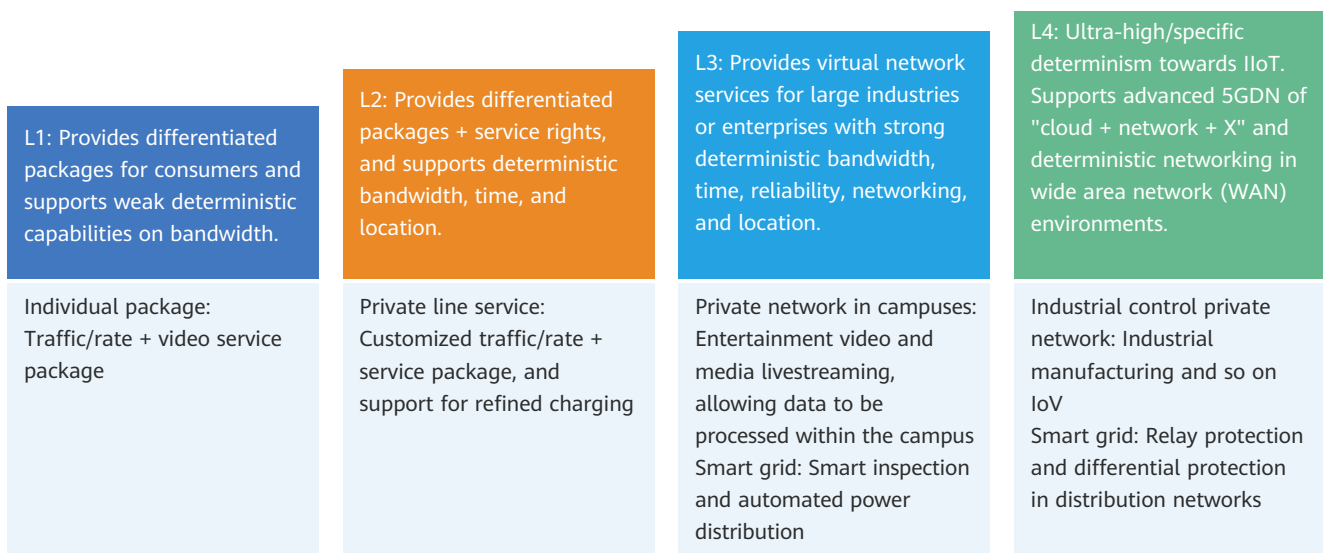 L1: Provides differentiated
packages for consumers and
supports weak deterministic
capabilities on bandwidth.
Individual package:
Traffic/rate + video service
package
L2: Provides differentiated
packages + service rights,
and supports deterministic
bandwidth, time, and
location.
Private line service:
Customized traffic/rate +
service package, and
support for refined charging
L3: Provides virtual network
services for large industries
or enterprises with strong
deterministic bandwidth,
time, reliability, networking,
and location.
Private network in campuses:
Entertainment video and
media livestreaming,
allowing data to be
processed within the campus
Smart grid: Smart inspection
and automated power
distribution
L4: Ultra-high/specific
determinism towards IIoT.
Supports advanced 5GDN of
"cloud + network + X" and
deterministic networking in
wide area network (WAN)
environments.
Industrial control private
network: Industrial
manufacturing and so on
IoV
Smart grid: Relay protection
and differential protection
in distribution networks